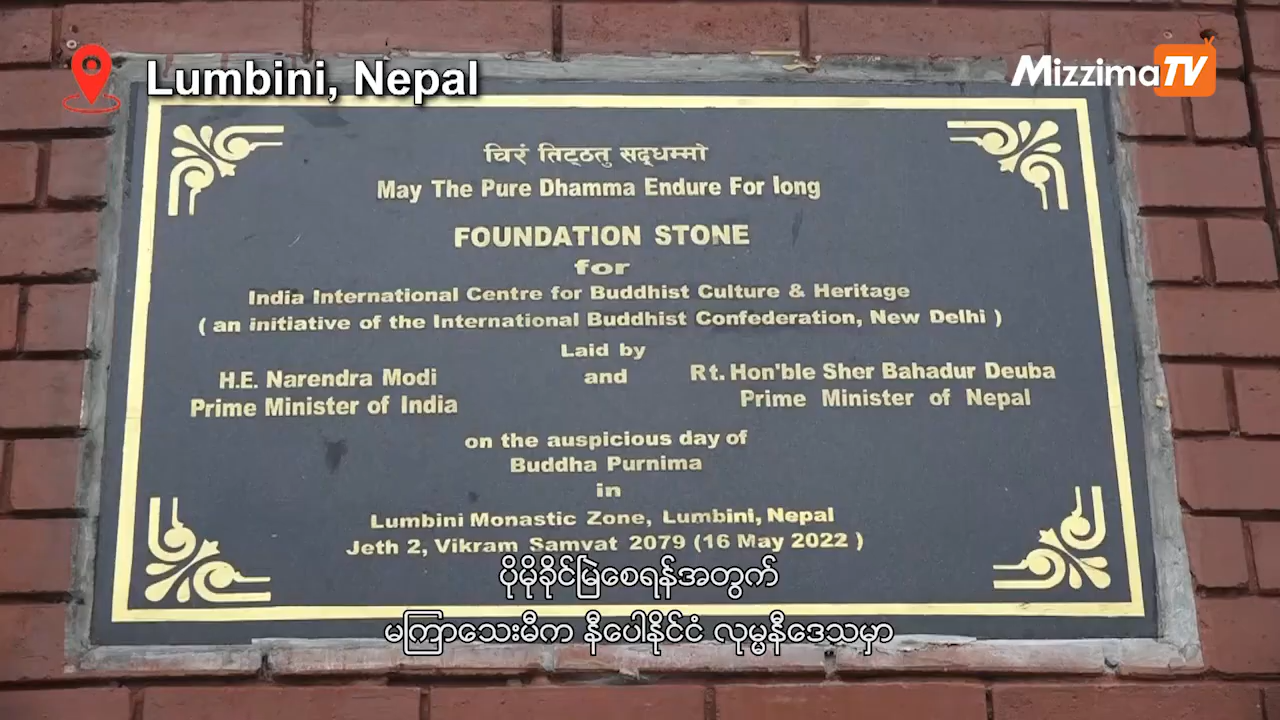 Lumbini, Nepal
MizzimaTV
चिरं तिट्ठतु सद्धम्मो
May The Pure Dhamma Endure For long
FOUNDATION STONE
for
India International Centre for Buddhist Culture & Heritage
( an initiative of the International Buddhist Confederation, New Delhi )
Laid by
H.E. Narendra Modi and Rt. Hon'ble Sher Bahadur Deuba
Prime Minister of India Prime Minister of Nepal
on the auspicious day of
Buddha Purnima
in
Lumbini Monastic Zone, Lumbini, Nepal
Jeth 2, Vikram Samvat 2079 (16 May 2022 )
ပိုမိုခိုင်မြဲစေရန်အတွက်
မကြာသေးမီက နီပေါနိုင်ငံ လုမ္မနီဒေသမှာ